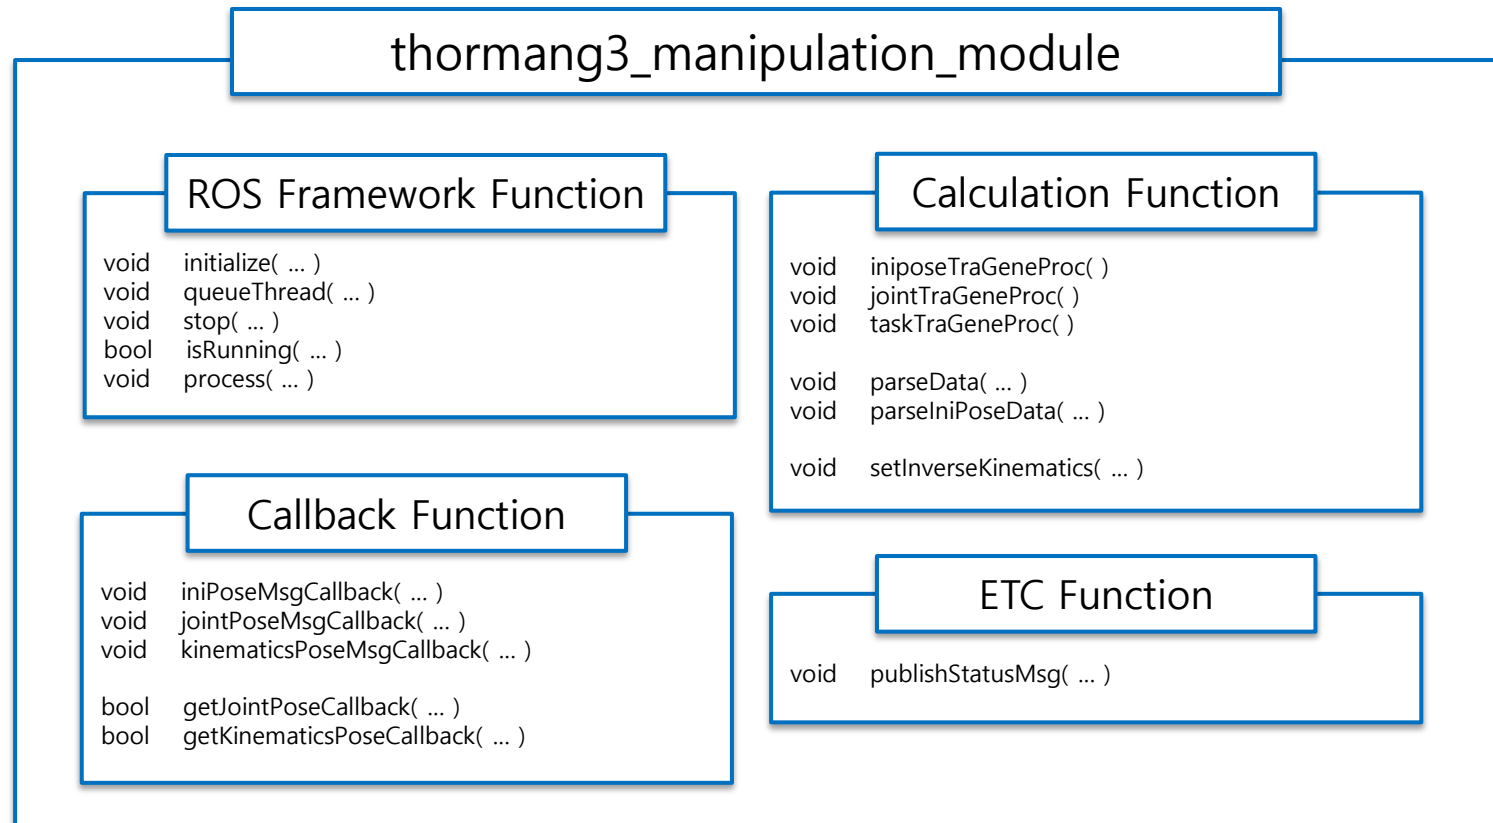 thormang3_manipulation_module
ROS Framework Function
void initialize( ... )
void queueThread( ... )
void stop( ... )
bool isRunning( ... )
void process( ... )
Callback Function
void iniPoseMsgCallback( ... )
void jointPoseMsgCallback( ... )
void kinematicsPoseMsgCallback( ... )
bool getJointPoseCallback( ... )
bool getKinematicsPoseCallback( ... )
Calculation Function
void iniposeTraGeneProc( )
void jointTraGeneProc( )
void taskTraGeneProc( )
void parseData( ... )
void parseIniPoseData( ... )
void setInverseKinematics( ... )
ETC Function
void publishStatusMsg( ... )